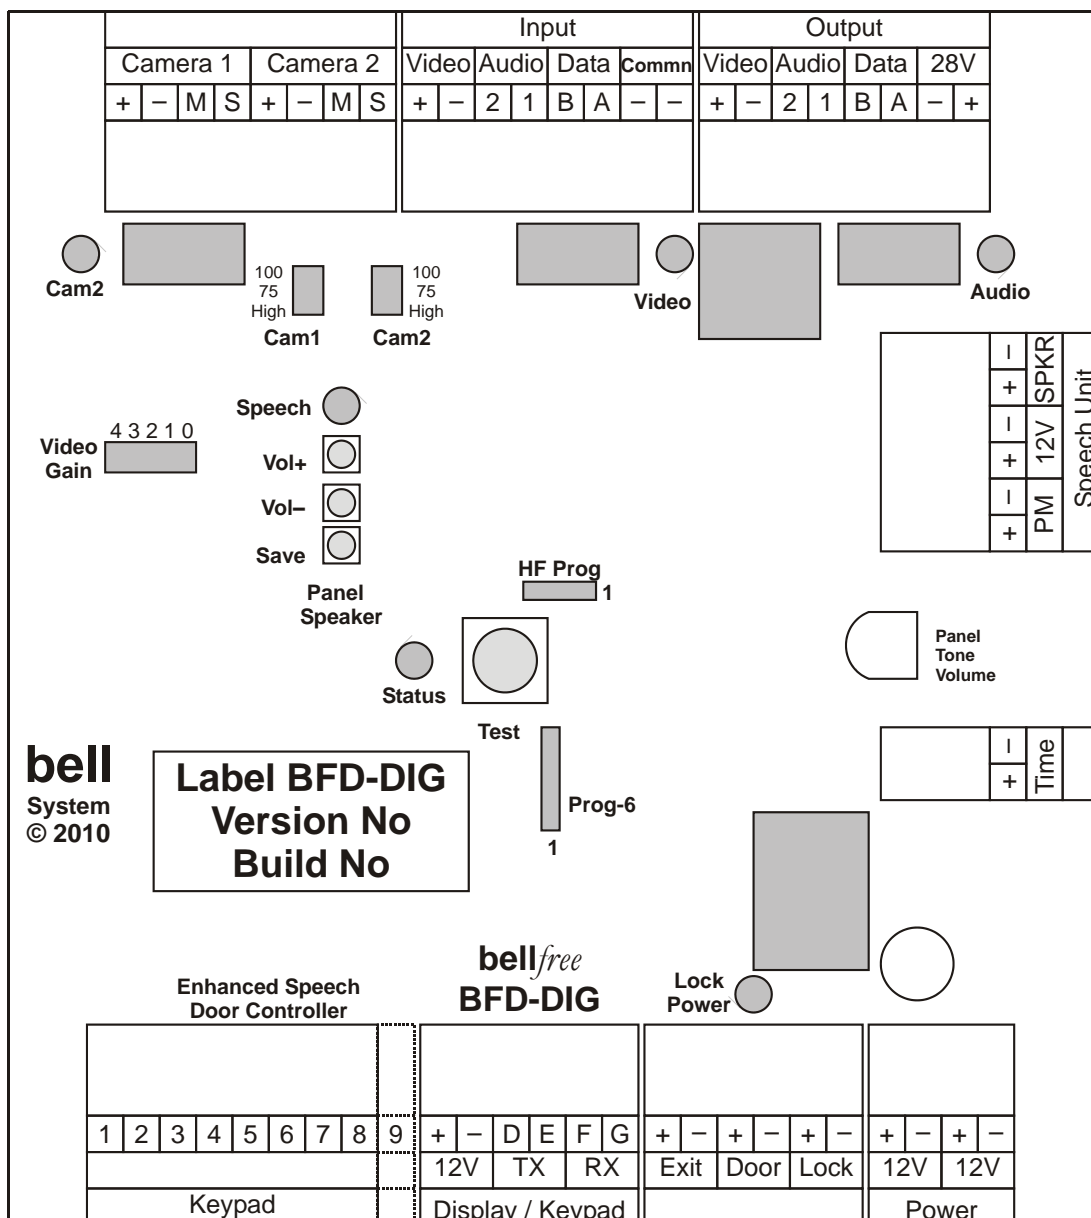 Input
Output
Camera 1 Camera 2 Video Audio Data Commn Video Audio Data 28V
+ – M S + – M S + – 2 1 B A – – + – 2 1 B A – +
Cam2
100
75
High
Cam1
100
75
High
Cam2
Video
Audio
– + SPKR
– + 12V
– + PM
Speech Unit
Speech
4 3 2 1 0
Video
Gain
Vol+
Vol–
Save
Panel
Speaker
HF Prog
1
Status
Test
Panel
Tone
Volume
– + Time
bell
System
© 2010
Label BFD-DIG
Version No
Build No
Prog-6
1
bellfree
BFD-DIG
Enhanced Speech
Door Controller
Lock
Power
1 2 3 4 5 6 7 8 9 + – D E F G + – + – + – + – + –
12V TX RX Exit Door Lock 12V 12V
Keypad Display / Keypad Power